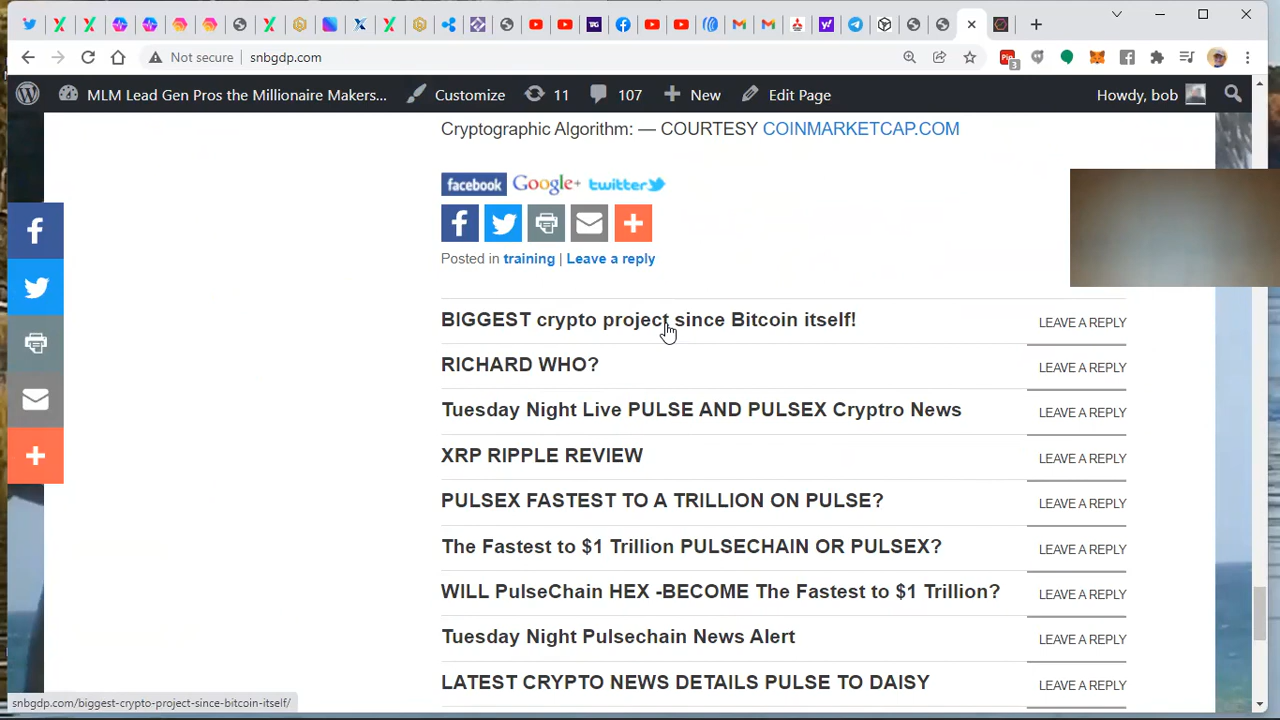 Not secure snbgdp.com
3
MLM Lead Gen Pros the Millionaire Makers... Customize 11 107 New Edit Page Howdy, bob
Cryptographic Algorithm: — COURTESY COINMARKETCAP.COM
facebook Google+ twitter
Posted in training | Leave a reply
BIGGEST crypto project since Bitcoin itself! LEAVE A REPLY
RICHARD WHO? LEAVE A REPLY
Tuesday Night Live PULSE AND PULSEX Cryptro News LEAVE A REPLY
XRP RIPPLE REVIEW LEAVE A REPLY
PULSEX FASTEST TO A TRILLION ON PULSE? LEAVE A REPLY
The Fastest to $1 Trillion PULSECHAIN OR PULSEX? LEAVE A REPLY
WILL PulseChain HEX -BECOME The Fastest to $1 Trillion? LEAVE A REPLY
Tuesday Night Pulsechain News Alert LEAVE A REPLY
LATEST CRYPTO NEWS DETAILS PULSE TO DAISY LEAVE A REPLY
snbgdp.com/biggest-crypto-project-since-bitcoin-itself/